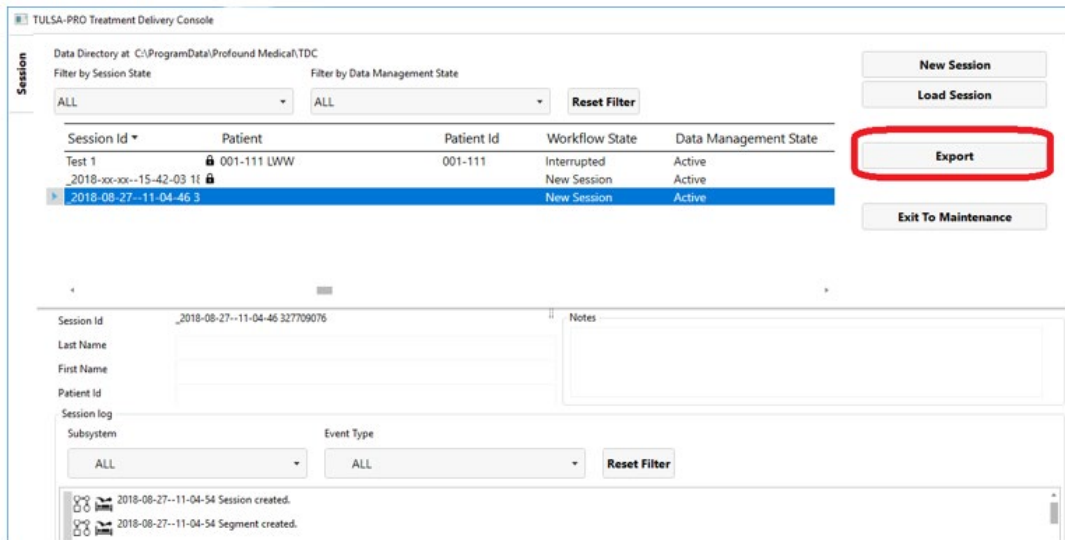 TULSA-PRO Treatment Delivery Console
Session
Data Directory at C:\ProgramData\Profound Medical\TDC
Filter by Session State
Filter by Data Management State
ALL
ALL
Reset Filter
New Session
Load Session
Export
Exit To Maintenance
Session Id Patient Patient Id Workflow State Data Management State
Test 1 001-111 LWW 001-111 Interrupted Active
_2018-xx-xx--15-42-03 18 New Session Active
_2018-08-27--11-04-46 3 New Session Active
Session Id _2018-08-27--11-04-46 327709076
Notes
Last Name
First Name
Patient Id
Session log
Subsystem
Event Type
ALL
ALL
Reset Filter
2018-08-27--11-04-54 Session created.
2018-08-27--11-04-54 Segment created.